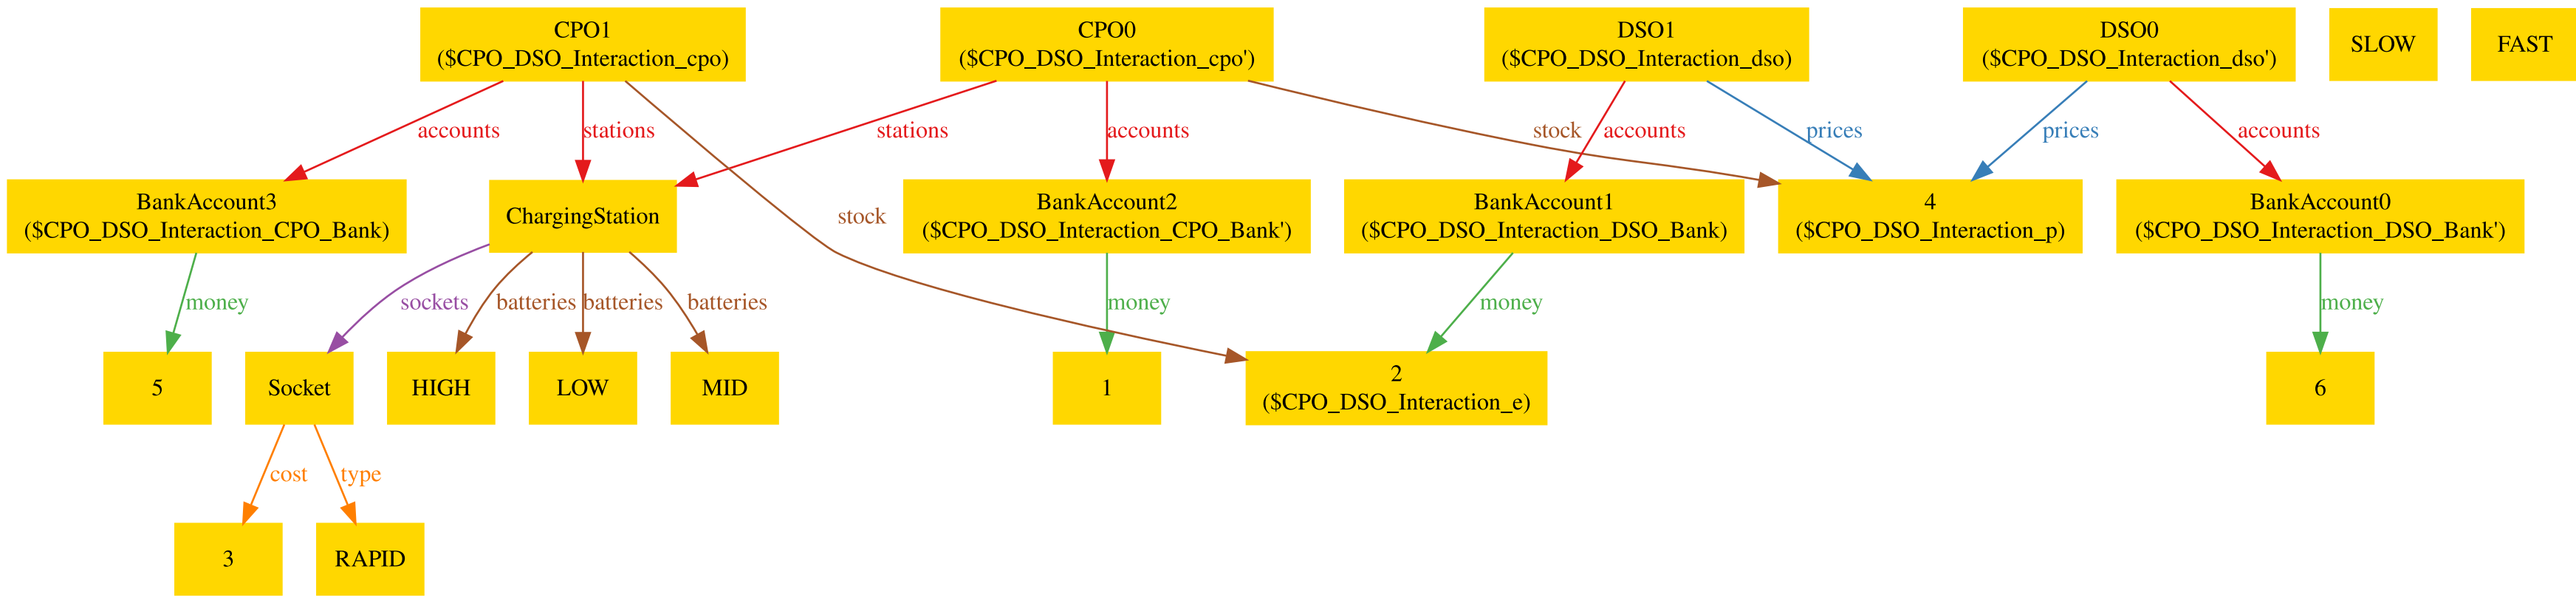 CPO1
($CPO_DSO_Interaction_cpo)
CPO0
($CPO_DSO_Interaction_cpo')
DSO1
($CPO_DSO_Interaction_dso)
DSO0
($CPO_DSO_Interaction_dso')
SLOW
FAST
accounts
stations
stations
accounts
stock
accounts
prices
prices
accounts
BankAccount3
($CPO_DSO_Interaction_CPO_Bank)
ChargingStation
stock
BankAccount2
($CPO_DSO_Interaction_CPO_Bank')
BankAccount1
($CPO_DSO_Interaction_DSO_Bank)
4
($CPO_DSO_Interaction_p)
BankAccount0
($CPO_DSO_Interaction_DSO_Bank')
money
sockets
batteries
batteries
batteries
money
money
money
5
Socket
HIGH
LOW
MID
1
2
($CPO_DSO_Interaction_e)
6
cost
type
3
RAPID